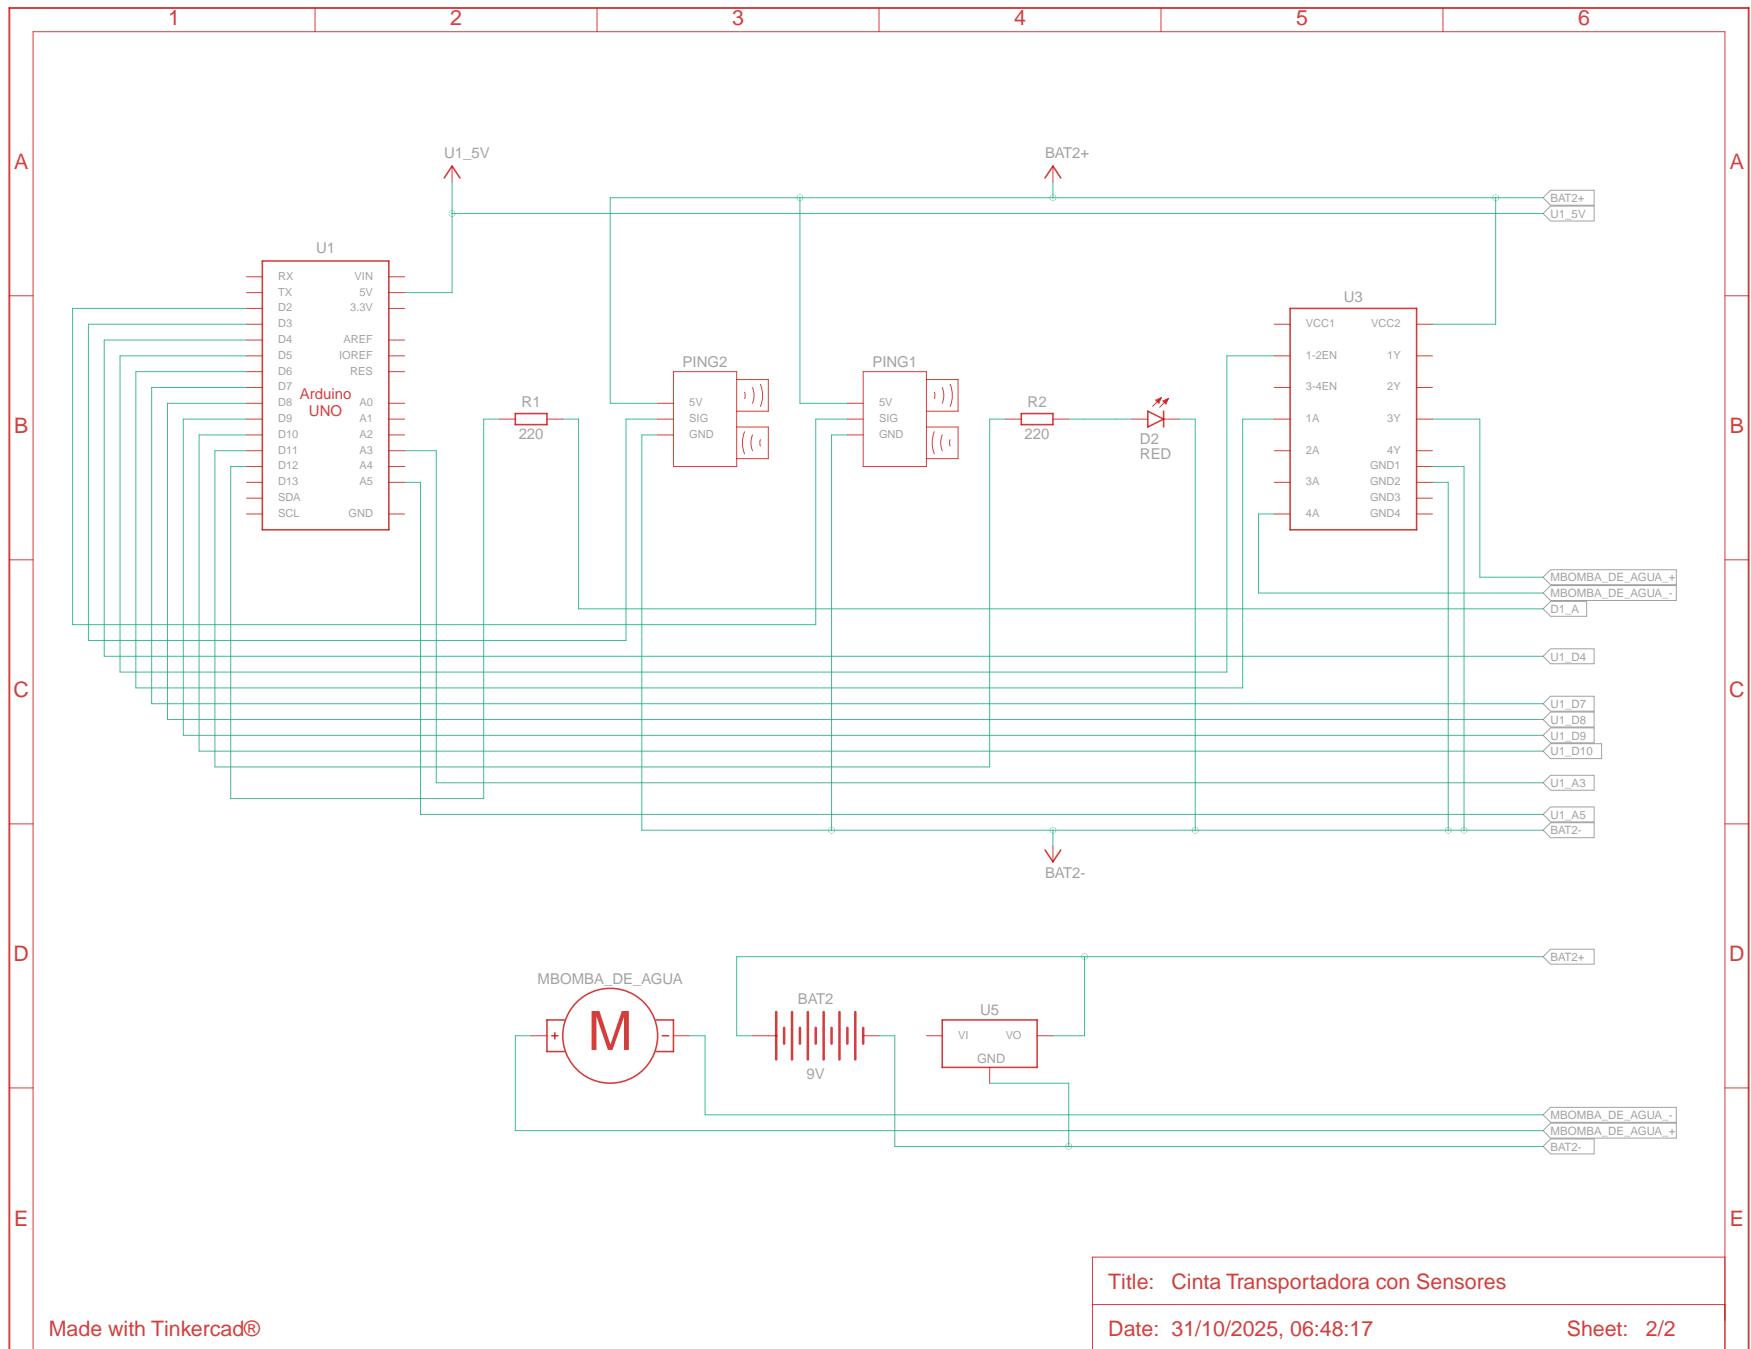 1 2 3 4 5 6
A A
U1_5V BAT2+
BAT2+
U1_5V
U1
RX VIN
TX 5V
D2 3.3V
D3
D4 AREF
D5 IOREF
D6 RES
D7
Arduino
UNO
D8 A0
D9 A1
D10 A2
D11 A3
D12 A4
D13 A5
SDA
SCL GND
B B
R1
220
PING2
5V
SIG
GND
PING1
5V
SIG
GND
R2
220
D2
RED
U3
VCC1 VCC2
1-2EN 1Y
3-4EN 2Y
1A 3Y
2A 4Y
GND1
3A GND2
GND3
4A GND4
MBOMBA_DE_AGUA_+
MBOMBA_DE_AGUA_-
D1_A
U1_D4
C C
U1_D7
U1_D8
U1_D9
U1_D10
U1_A3
U1_A5
BAT2-
BAT2-
D D
BAT2+
MBOMBA_DE_AGUA
+ M -
BAT2
9V
U5
VI VO
GND
MBOMBA_DE_AGUA_-
MBOMBA_DE_AGUA_+
BAT2-
E E
Title: Cinta Transportadora con Sensores
Made with Tinkercad®
Date: 31/10/2025, 06:48:17 Sheet: 2/2